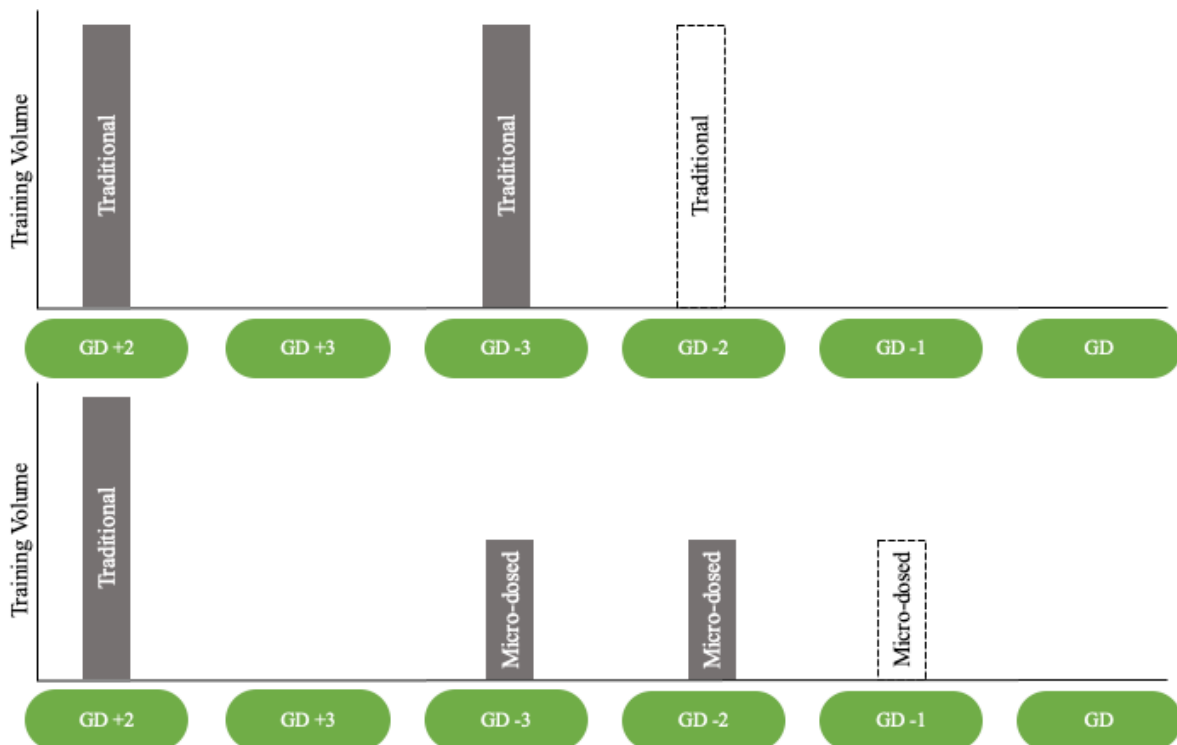 Training Volume
Traditional
Traditional
Traditional
GD +2
GD +3
GD -3
GD -2
GD -1
GD
Training Volume
Traditional
Micro-dosed
Micro-dosed
Micro-dosed
GD +2
GD +3
GD -3
GD -2
GD -1
GD